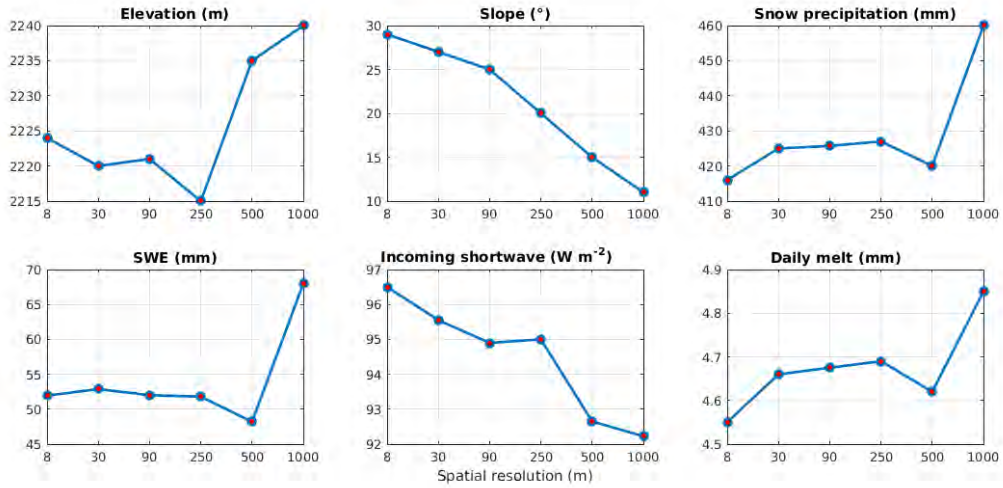 Elevation (m)
2240
2235
2230
2225
2220
2215
8 30 90 250 500 1000
Slope (°)
30
25
20
15
10
8 30 90 250 500 1000
Snow precipitation (mm)
460
450
440
430
420
410
8 30 90 250 500 1000
SWE (mm)
70
65
60
55
50
45
8 30 90 250 500 1000
Incoming shortwave (W m⁻²)
97
96
95
94
93
92
8 30 90 250 500 1000
Spatial resolution (m)
Daily melt (mm)
4.9
4.8
4.7
4.6
4.5
8 30 90 250 500 1000